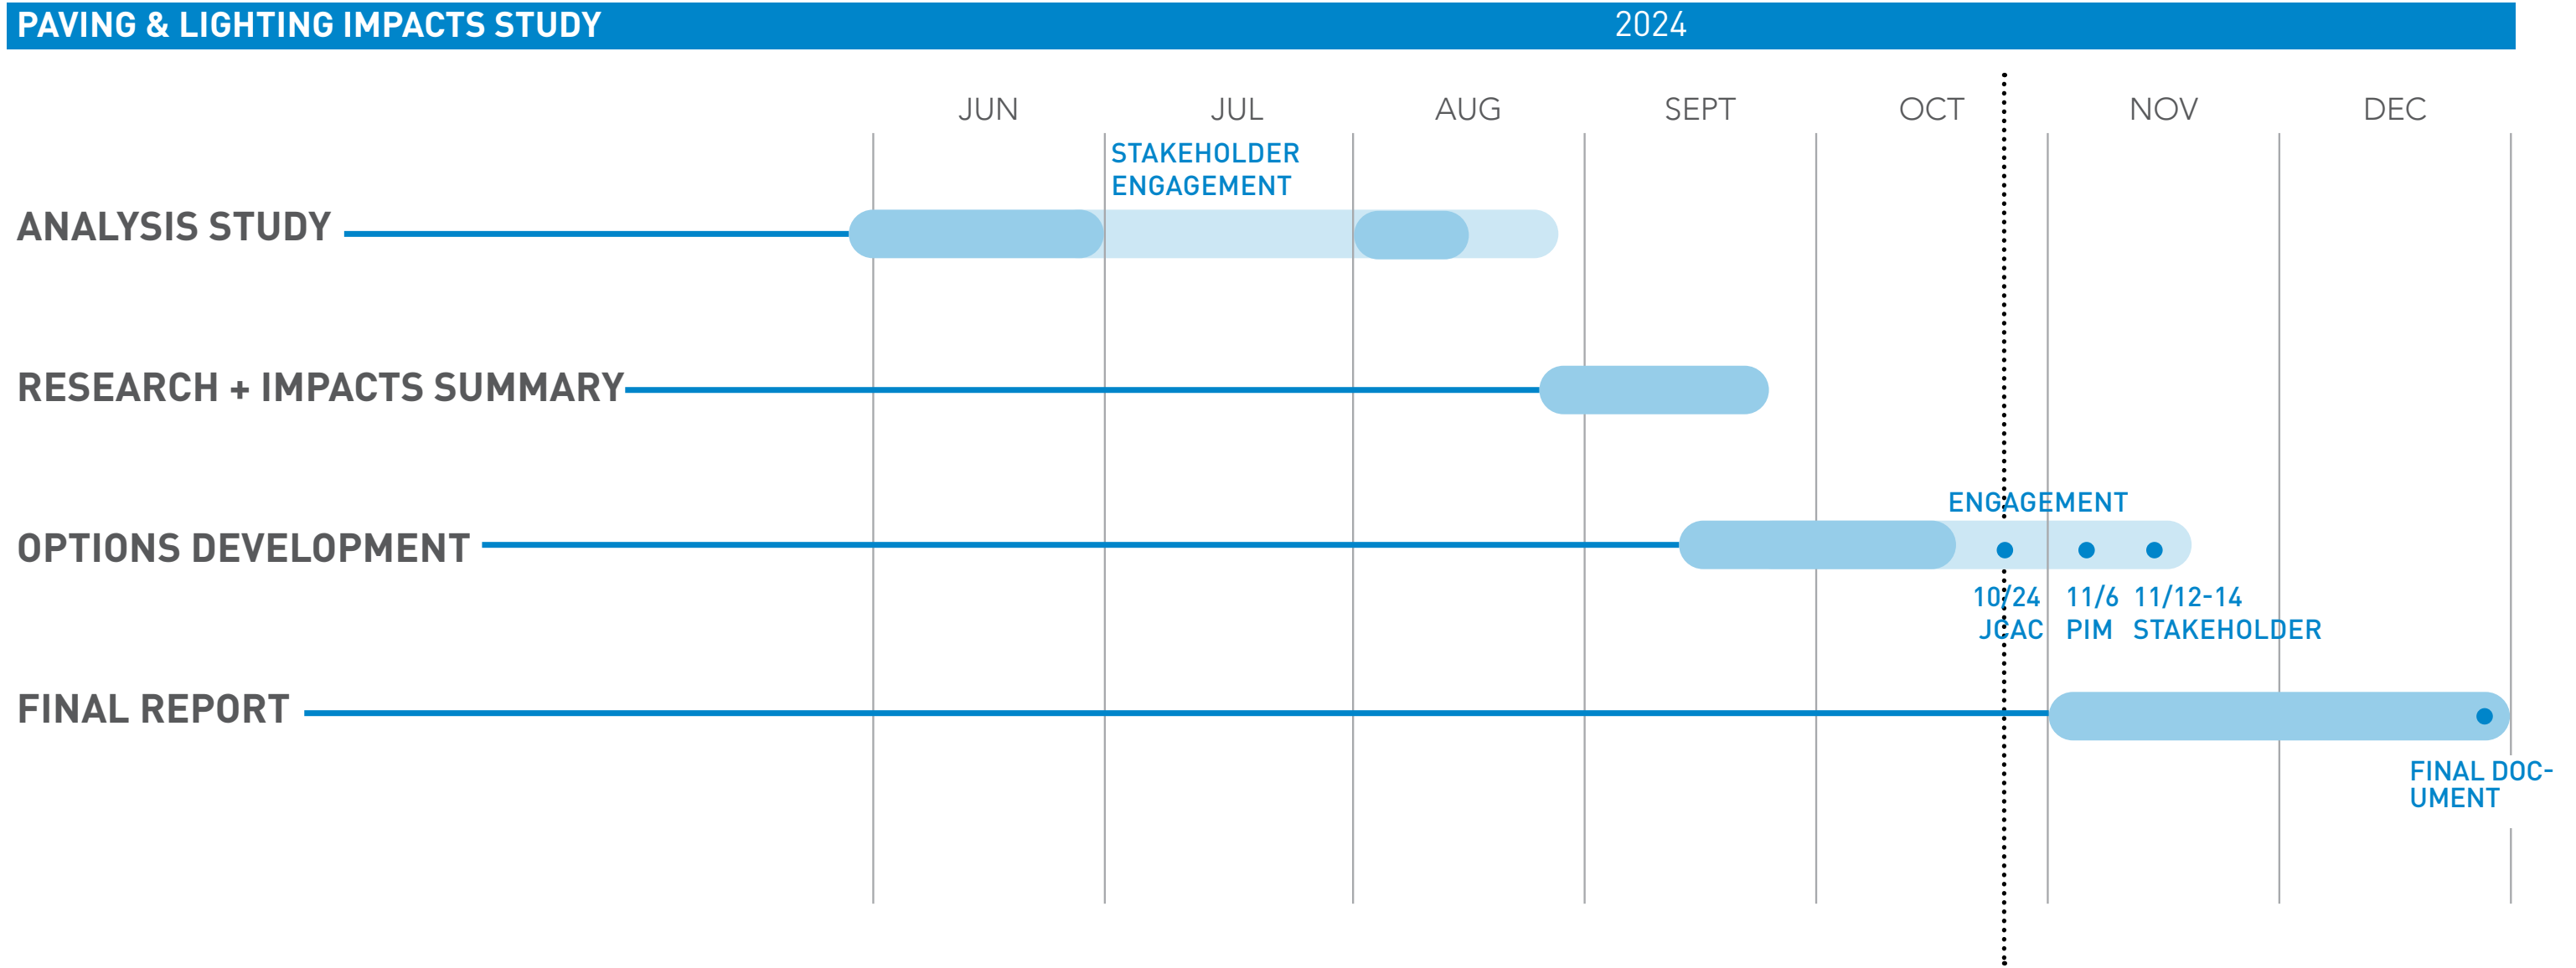 PAVING & LIGHTING IMPACTS STUDY
2024
JUN JUL AUG SEPT OCT NOV DEC
STAKEHOLDER
ENGAGEMENT
ANALYSIS STUDY
RESEARCH + IMPACTS SUMMARY
ENGAGEMENT
OPTIONS DEVELOPMENT
10/24 11/6 11/12-14
JCAC PIM STAKEHOLDER
FINAL REPORT
FINAL DOC-
UMENT